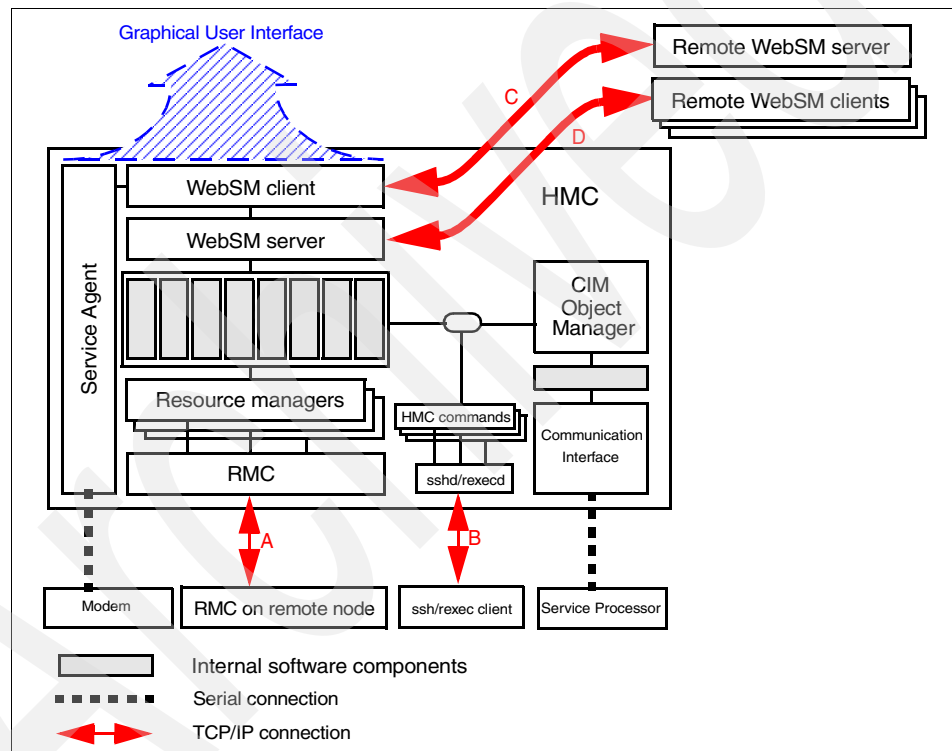 Graphical User Interface
Remote WebSM server
C
Remote WebSM clients
D
WebSM client
HMC
WebSM server
Service Agent
CIM
Object
Manager
Resource managers
HMC commands
Communication
Interface
RMC
sshd/rexecd
A
B
Modem
RMC on remote node
ssh/rexec client
Service Processor
Internal software components
Serial connection
TCP/IP connection
Archived